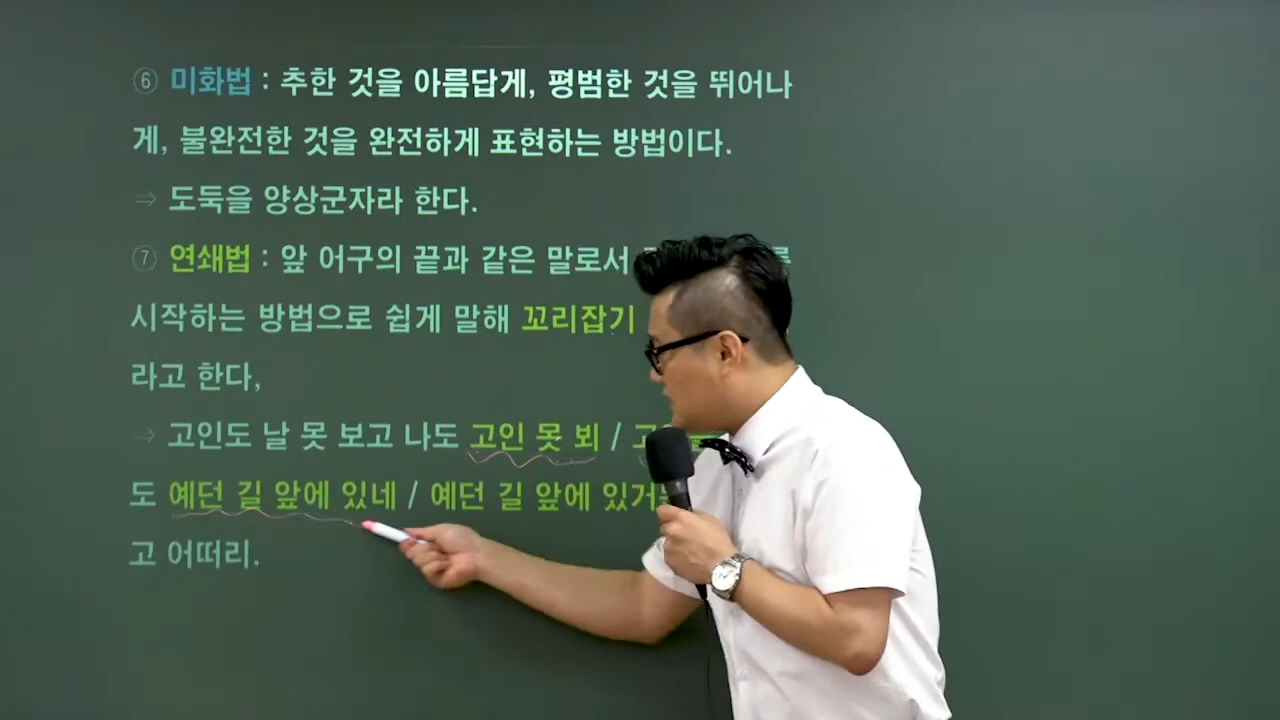 ⑥ 미화법 : 추한 것을 아름답게, 평범한 것을 뛰어나
게, 불완전한 것을 완전하게 표현하는 방법이다.
⇒ 도둑을 양상군자라 한다.
⑦ 연쇄법 : 앞 어구의 끝과 같은 말로서
시작하는 방법으로 쉽게 말해 꼬리잡기
라고 한다,
⇒ 고인도 날 못 보고 나도 고인 못 뵈 /
도 예던 길 앞에 있네 / 예던 길 앞에
고 어떠리.